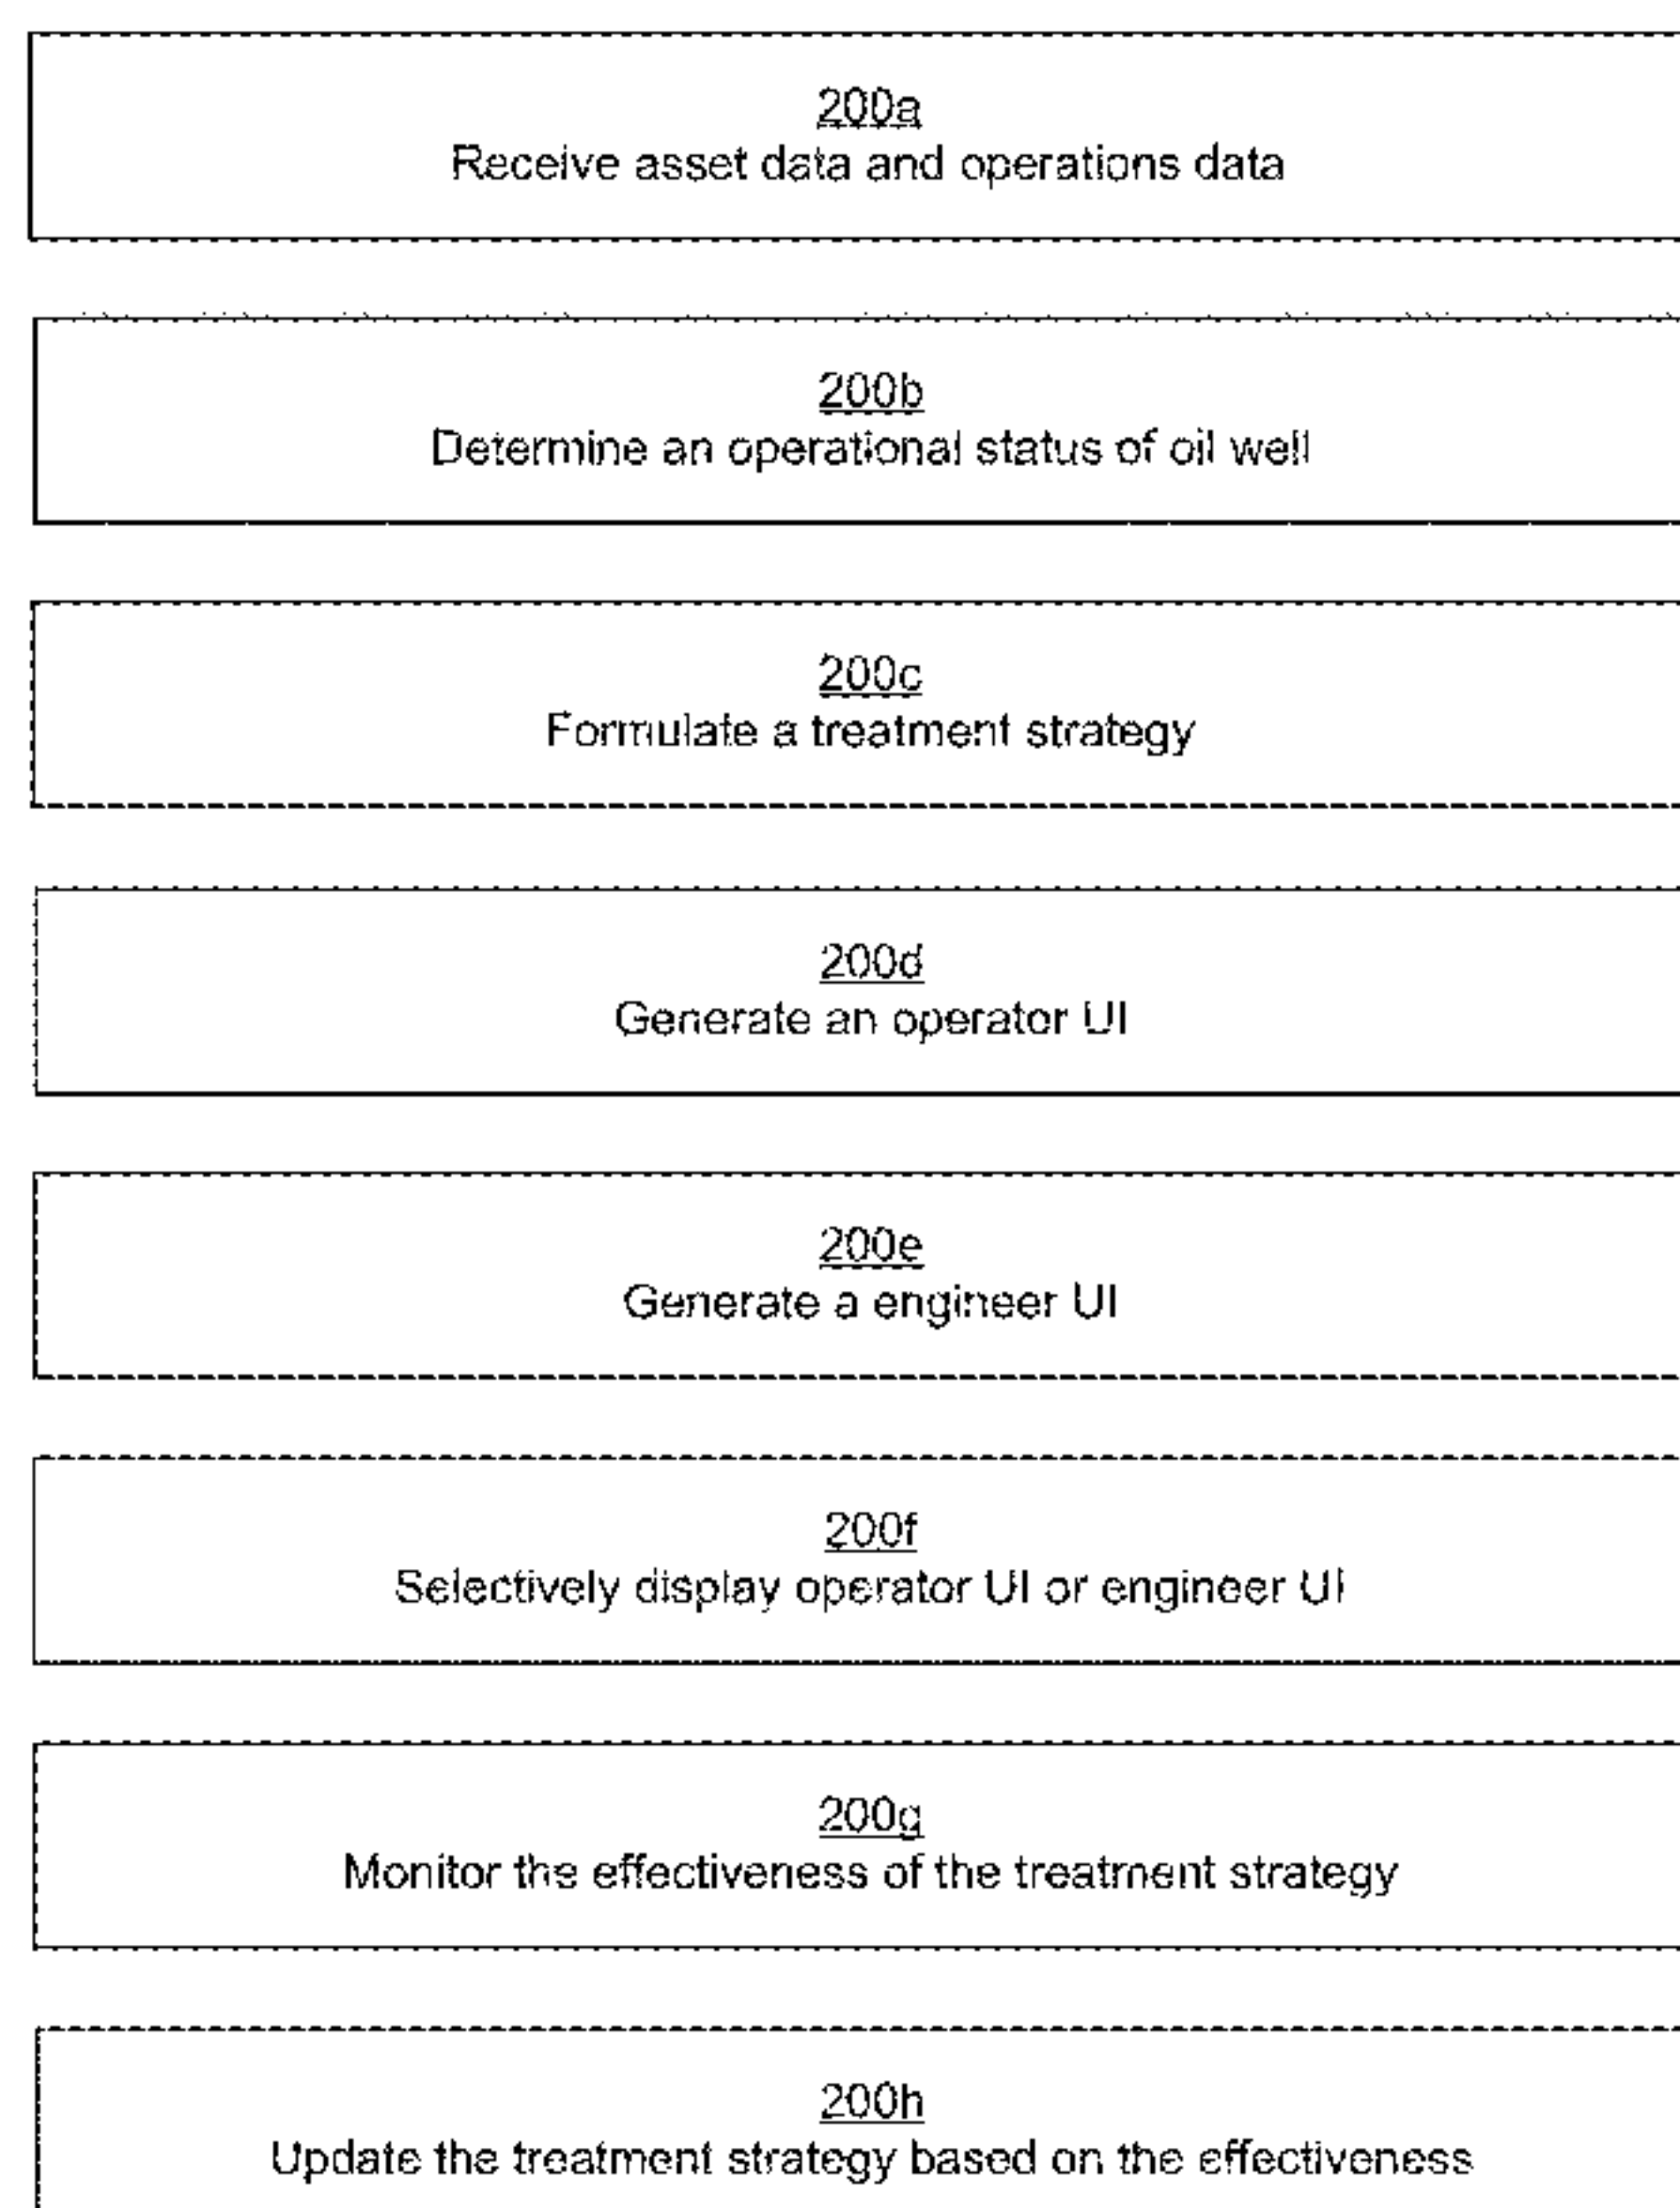 200a
Receive asset data and operations data
200b
Determine an operational status of oil well
200c
Formulate a treatment strategy
200d
Generate an operator UI
200e
Generate a engineer UI
200f
Selectively display operator UI or engineer UI
200g
Monitor the effectiveness of the treatment strategy
200h
Update the treatment strategy based on the effectiveness